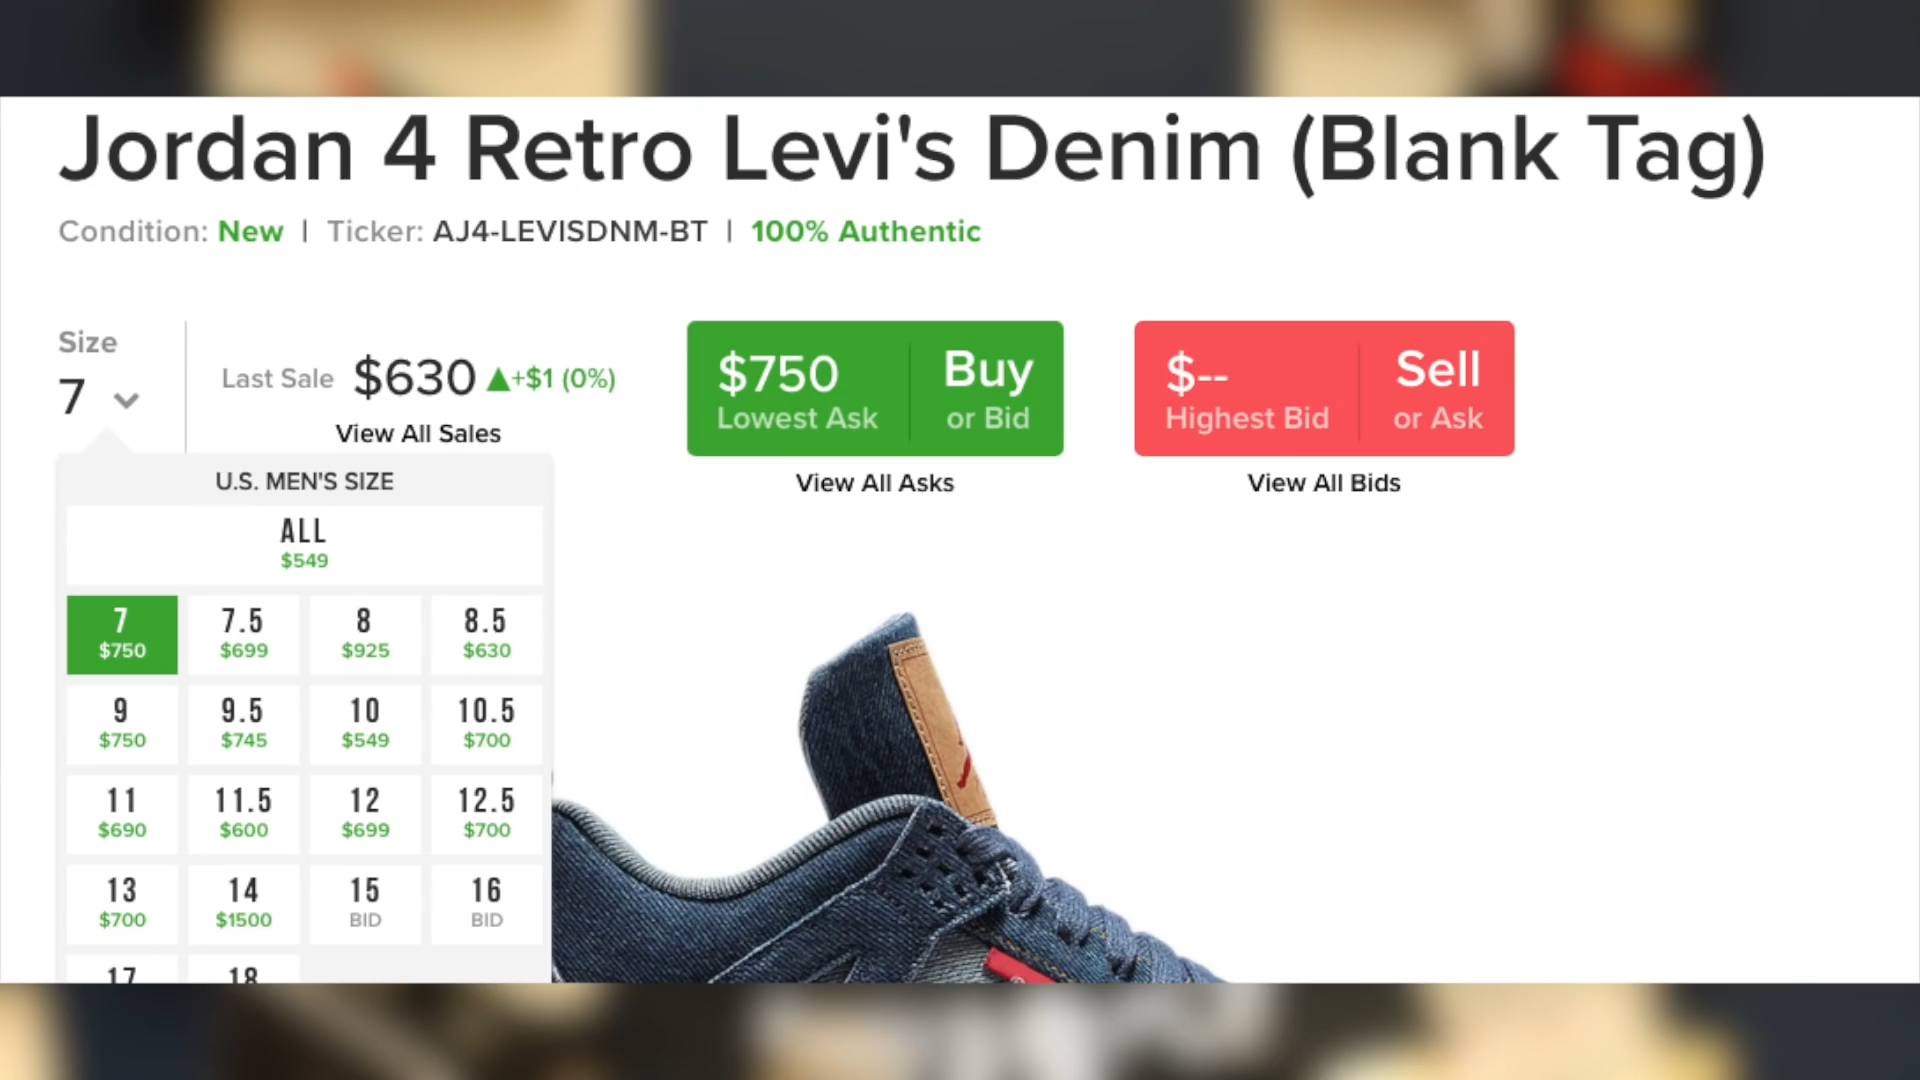 Jordan 4 Retro Levi's Denim (Blank Tag)
Condition: New | Ticker: AJ4-LEVISDNM-BT | 100% Authentic
Size
7
Last Sale $630 ▲+$1 (0%)
View All Sales
$750 Buy
Lowest Ask or Bid
View All Asks
$-- Sell
Highest Bid or Ask
View All Bids
U.S. MEN'S SIZE
ALL
$549
7 7.5 8 8.5
$750 $699 $925 $630
9 9.5 10 10.5
$750 $745 $549 $700
11 11.5 12 12.5
$690 $600 $699 $700
13 14 15 16
$700 $1500 BID BID
17 18